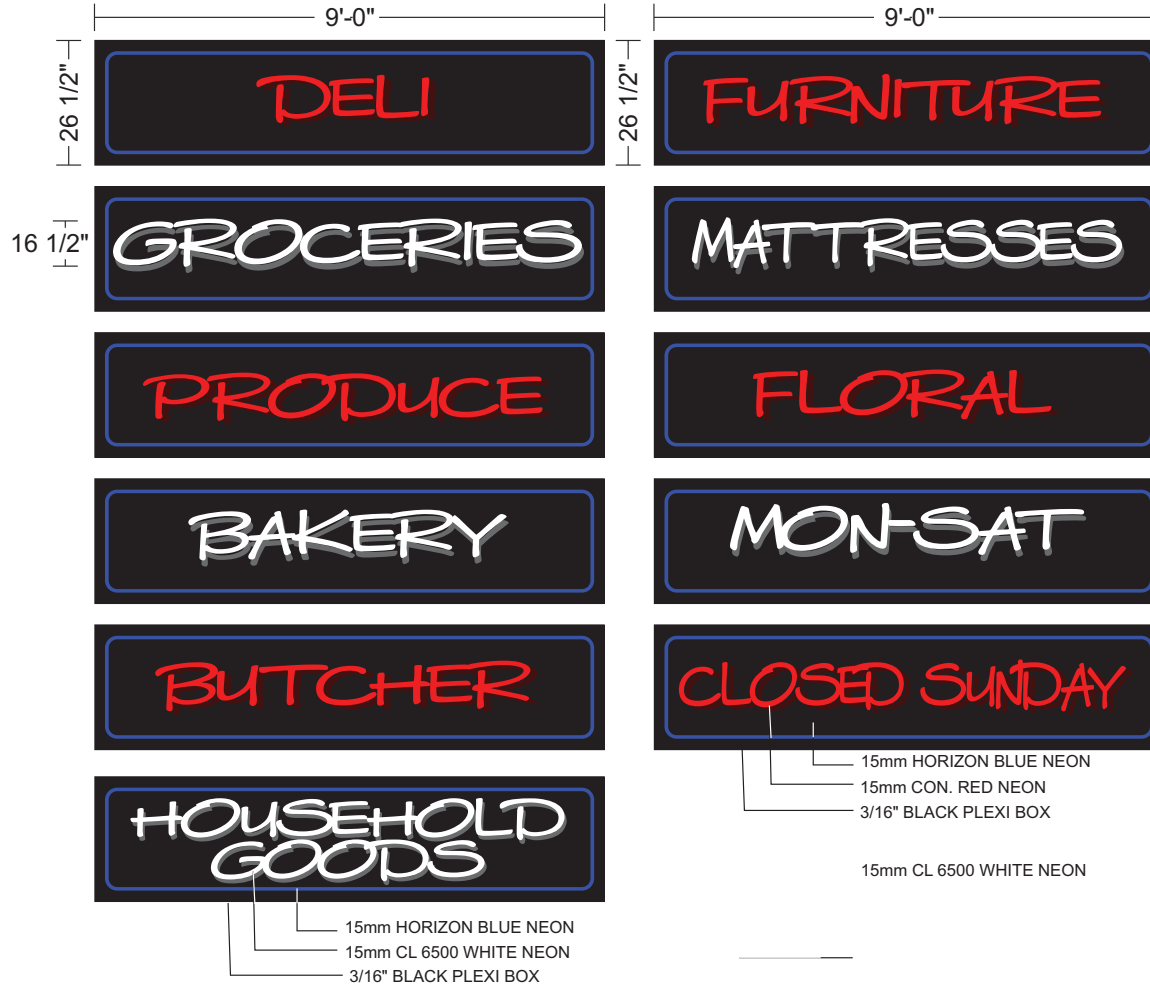 9'-0"
26 1/2"
DELI
GROCERIES
16 1/2"
PRODUCE
BAKERY
BUTCHER
HOUSEHOLD
GOODS
15mm HORIZON BLUE NEON
15mm CL 6500 WHITE NEON
3/16" BLACK PLEXI BOX
9'-0"
26 1/2"
FURNITURE
MATTRESSES
FLORAL
MON-SAT
CLOSED SUNDAY
15mm HORIZON BLUE NEON
15mm CON. RED NEON
3/16" BLACK PLEXI BOX
15mm CL 6500 WHITE NEON